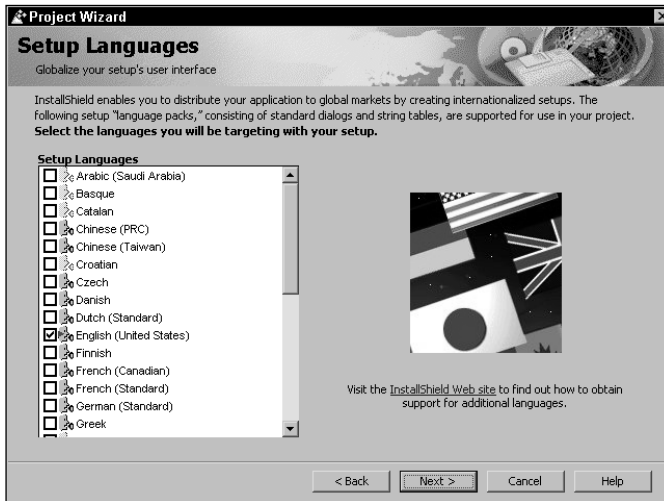 Project Wizard
Setup Languages
Globalize your setup's user interface
InstallShield enables you to distribute your application to global markets by creating internationalized setups. The
following setup "language packs," consisting of standard dialogs and string tables, are supported for use in your project.
Select the languages you will be targeting with your setup.
Setup Languages
Arabic (Saudi Arabia)
Basque
Catalan
Chinese (PRC)
Chinese (Taiwan)
Croatian
Czech
Danish
Dutch (Standard)
English (United States)
Finnish
French (Canadian)
French (Standard)
German (Standard)
Greek
Visit the InstallShield Web site to find out how to obtain
support for additional languages.
< Back
Next >
Cancel
Help